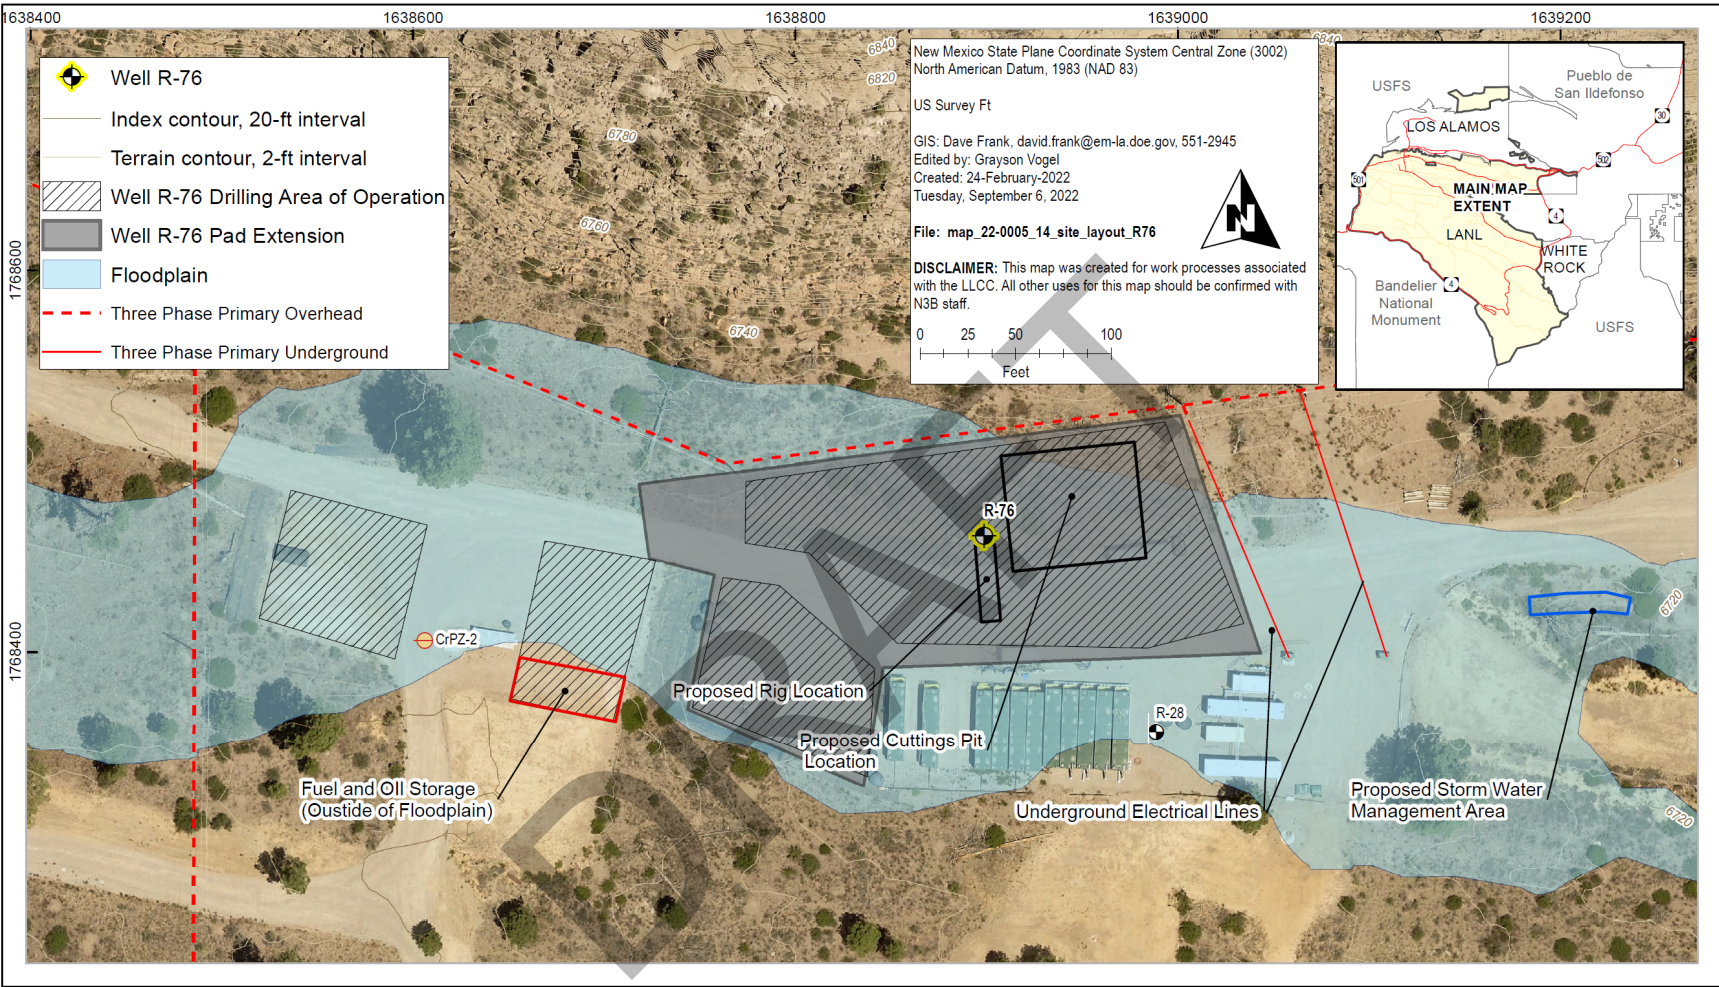 1638400
1638600
1638800
1639000
1639200
1768600
1768400
Well R-76
Index contour, 20-ft interval
Terrain contour, 2-ft interval
Well R-76 Drilling Area of Operation
Well R-76 Pad Extension
Floodplain
Three Phase Primary Overhead
Three Phase Primary Underground
6840
6820
6780
6760
6740
6840
New Mexico State Plane Coordinate System Central Zone (3002)
North American Datum, 1983 (NAD 83)
US Survey Ft
GIS: Dave Frank, david.frank@em-la.doe.gov, 551-2945
Edited by: Grayson Vogel
Created: 24-February-2022
Tuesday, September 6, 2022
File: map_22-0005_14_site_layout_R76
N
DISCLAIMER: This map was created for work processes associated
with the LLCC. All other uses for this map should be confirmed with
N3B staff.
0 25 50 100
Feet
USFS
Pueblo de
San Ildefonso
30
LOS ALAMOS
502
501
MAIN MAP
EXTENT
4
LANL
WHITE
ROCK
4
Bandelier
National
Monument
USFS
R-76
CrPZ-2
6720
Proposed Rig Location
R-28
Proposed Cuttings Pit
Location
Fuel and OIl Storage
(Oustide of Floodplain)
Underground Electrical Lines
Proposed Storm Water
Management Area
6720
DRAFT